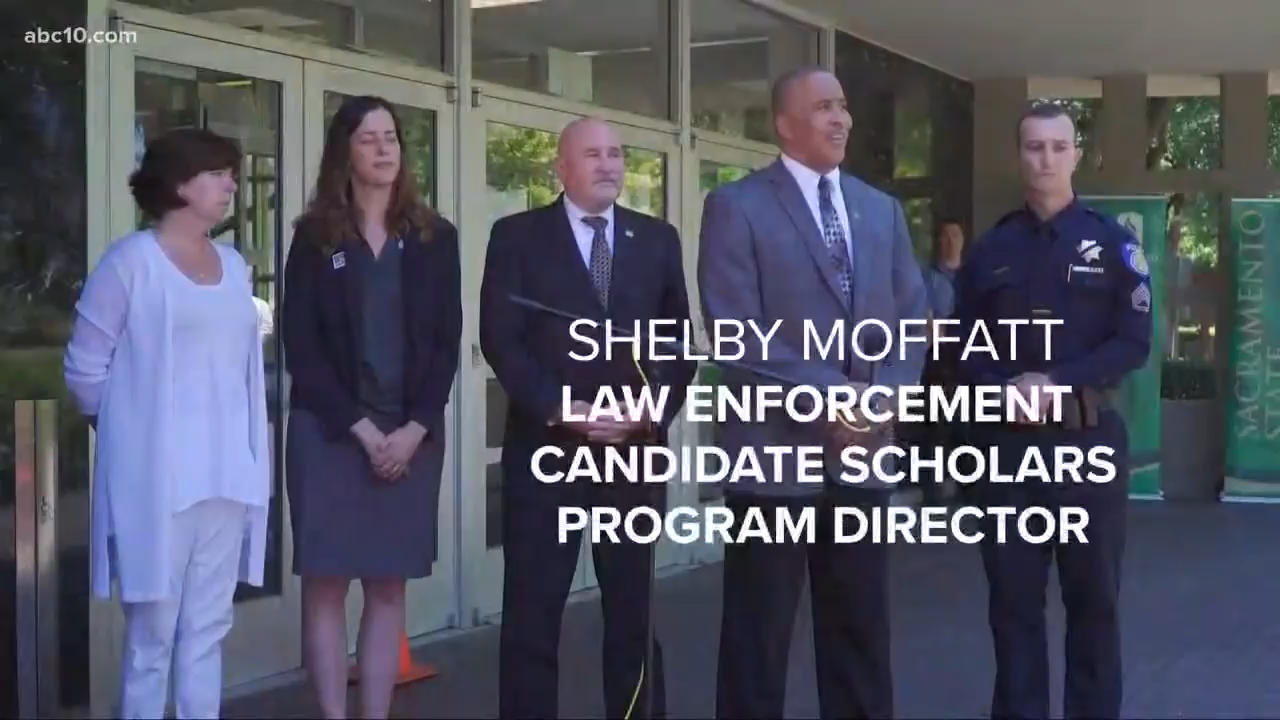 abc10.com
SHELBY MOFFATT
LAW ENFORCEMENT
CANDIDATE SCHOLARS
PROGRAM DIRECTOR
SACRAMENTO
STATE